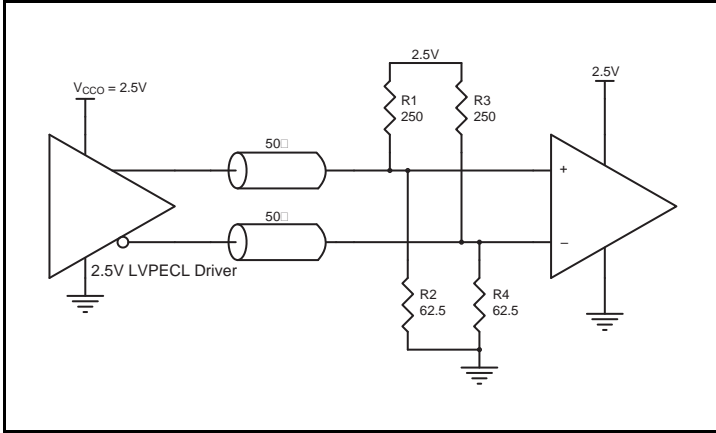 2.5V
V_CCO = 2.5V
2.5V
R1
250
R3
250
50□
+
50□
–
2.5V LVPECL Driver
R2
62.5
R4
62.5